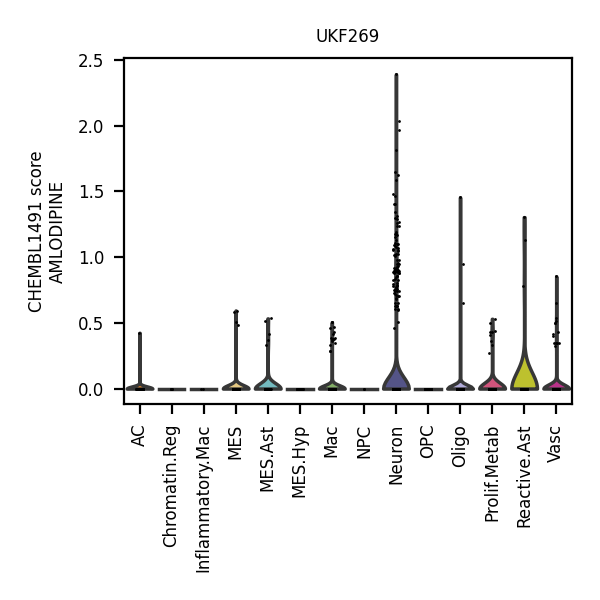 UKF269
CHEMBL1491 score
AMLODIPINE
2.5
2.0
1.5
1.0
0.5
0.0
AC
Chromatin.Reg
Inflammatory.Mac
MES
MES.Ast
MES.Hyp
Mac
NPC
Neuron
OPC
Oligo
Prolif.Metab
Reactive.Ast
Vasc